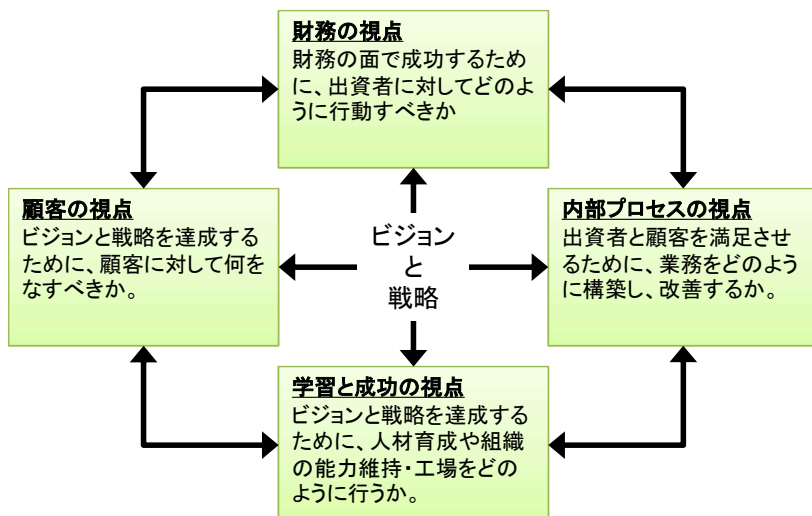 財務の視点
財務の面で成功するため
に、出資者に対してどのよ
うに行動すべきか
顧客の視点
ビジョンと戦略を達成する
ために、顧客に対して何を
なすべきか。
ビジョン
と
戦略
内部プロセスの視点
出資者と顧客を満足させ
るために、業務をどのよう
に構築し、改善するか。
学習と成功の視点
ビジョンと戦略を達成する
ために、人材育成や組織
の能力維持・工場をどの
ように行うか。